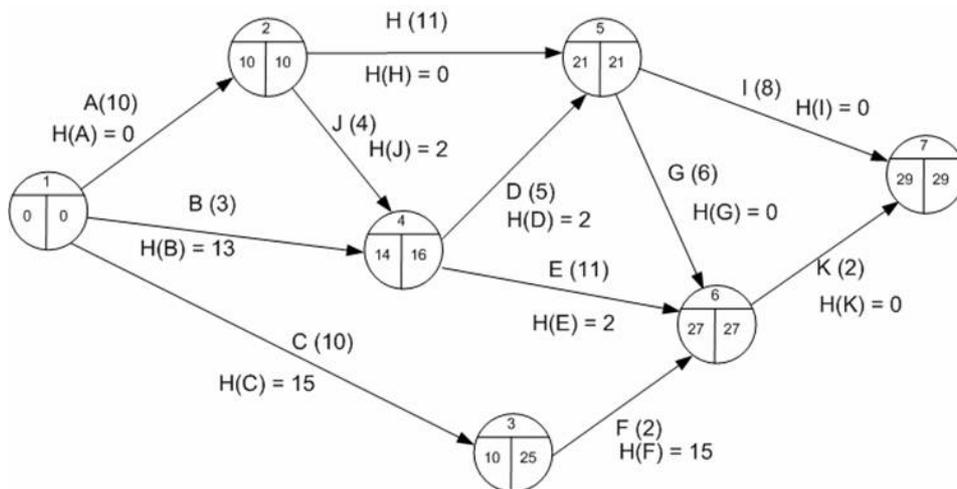 H (11)
H(H) = 0
2
10 10
5
21 21
A(10)
H(A) = 0
J (4)
H(J) = 2
I (8)
H(I) = 0
7
29 29
1
0 0
B (3)
H(B) = 13
D (5)
H(D) = 2
G (6)
H(G) = 0
4
14 16
E (11)
H(E) = 2
K (2)
H(K) = 0
6
27 27
C (10)
H(C) = 15
3
10 25
F (2)
H(F) = 15